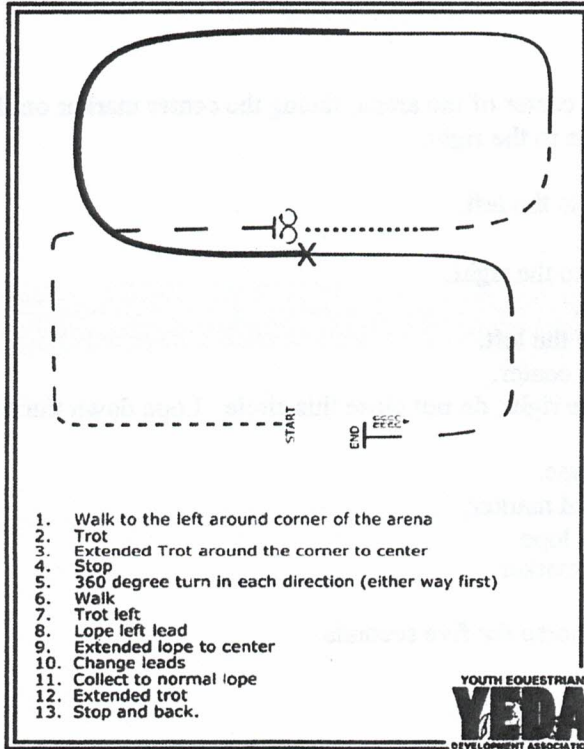 X
START
END
1. Walk to the left around corner of the arena
2. Trot
3. Extended Trot around the corner to center
4. Stop
5. 360 degree turn in each direction (either way first)
6. Walk
7. Trot left
8. Lope left lead
9. Extended lope to center
10. Change leads
11. Collect to normal lope
12. Extended trot
13. Stop and back.
YOUTH EQUESTRIAN
YEDA